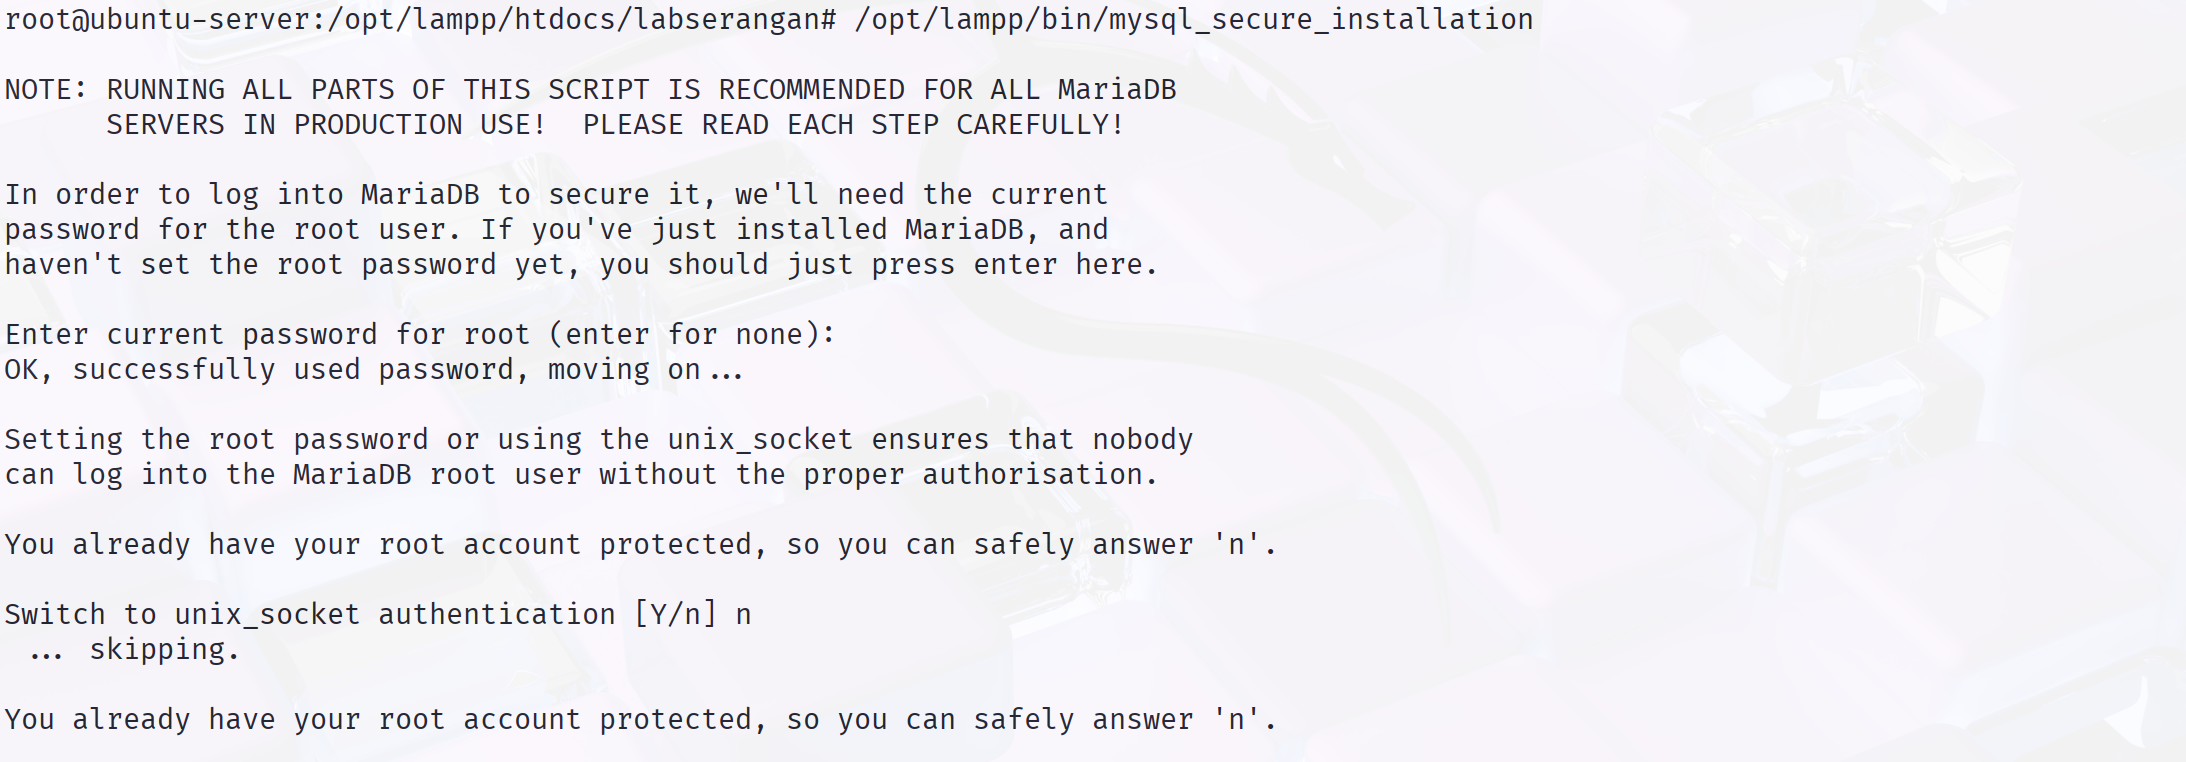 root@ubuntu-server:/opt/lampp/htdocs/labserangan# /opt/lampp/bin/mysql_secure_installation
NOTE: RUNNING ALL PARTS OF THIS SCRIPT IS RECOMMENDED FOR ALL MariaDB
SERVERS IN PRODUCTION USE!  PLEASE READ EACH STEP CAREFULLY!
In order to log into MariaDB to secure it, we'll need the current
password for the root user. If you've just installed MariaDB, and
haven't set the root password yet, you should just press enter here.
Enter current password for root (enter for none):
OK, successfully used password, moving on...
Setting the root password or using the unix_socket ensures that nobody
can log into the MariaDB root user without the proper authorisation.
You already have your root account protected, so you can safely answer 'n'.
Switch to unix_socket authentication [Y/n] n
... skipping.
You already have your root account protected, so you can safely answer 'n'.